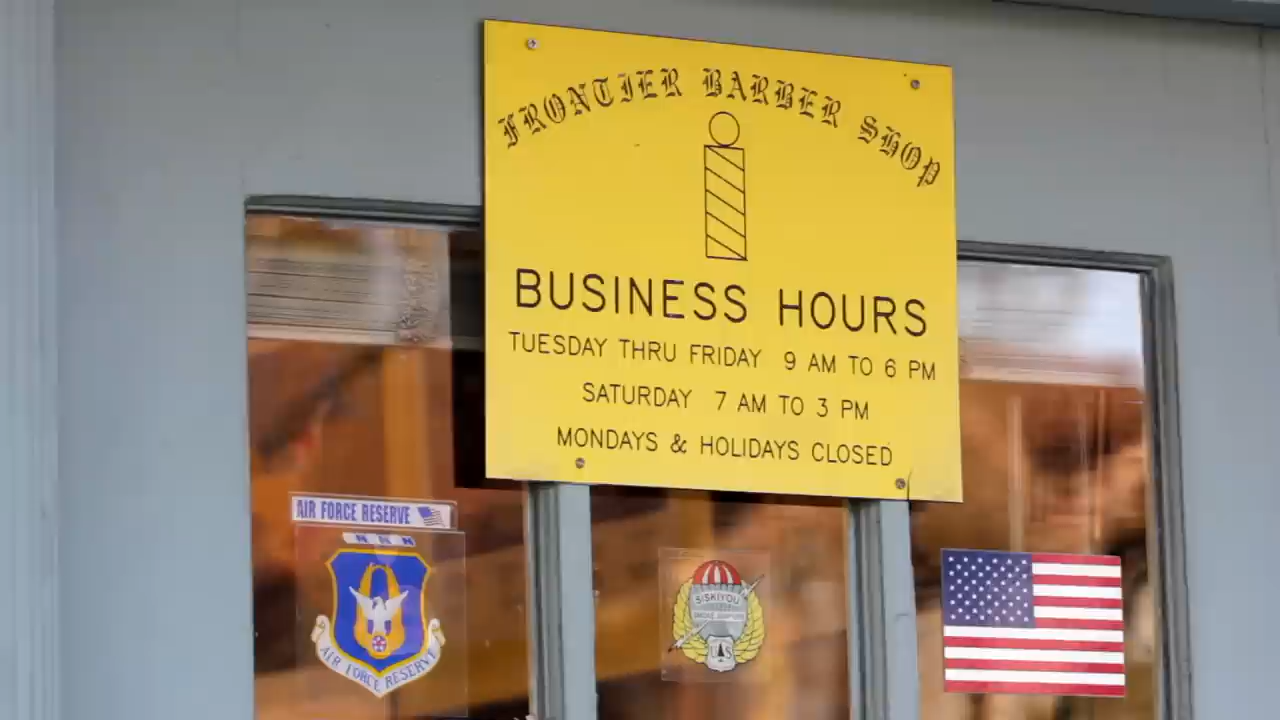 FRONTIER BARBER SHOP
BUSINESS HOURS
TUESDAY THRU FRIDAY 9 AM TO 6 PM
SATURDAY 7 AM TO 3 PM
MONDAYS & HOLIDAYS CLOSED
AIR FORCE RESERVE
AIR FORCE RESERVE
SISKIYOU
US